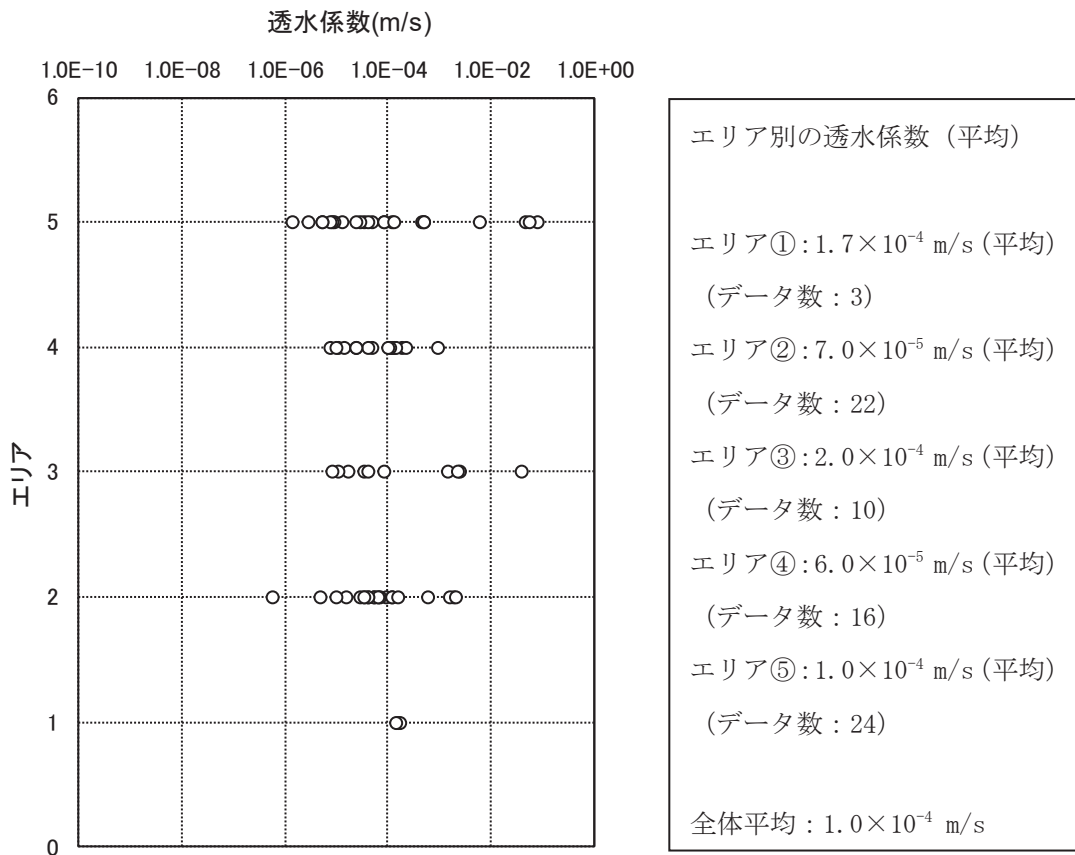 透水係数(m/s)
1.0E-10 1.0E-08 1.0E-06 1.0E-04 1.0E-02 1.0E+00
6
5
4
3
2
1
0
エリア
エリア別の透水係数（平均）
エリア①:1.7×10⁻⁴ m/s(平均)
（データ数：3）
エリア②:7.0×10⁻⁵ m/s(平均)
（データ数：22）
エリア③:2.0×10⁻⁴ m/s(平均)
（データ数：10）
エリア④:6.0×10⁻⁵ m/s(平均)
（データ数：16）
エリア⑤:1.0×10⁻⁴ m/s(平均)
（データ数：24）
全体平均：1.0×10⁻⁴ m/s